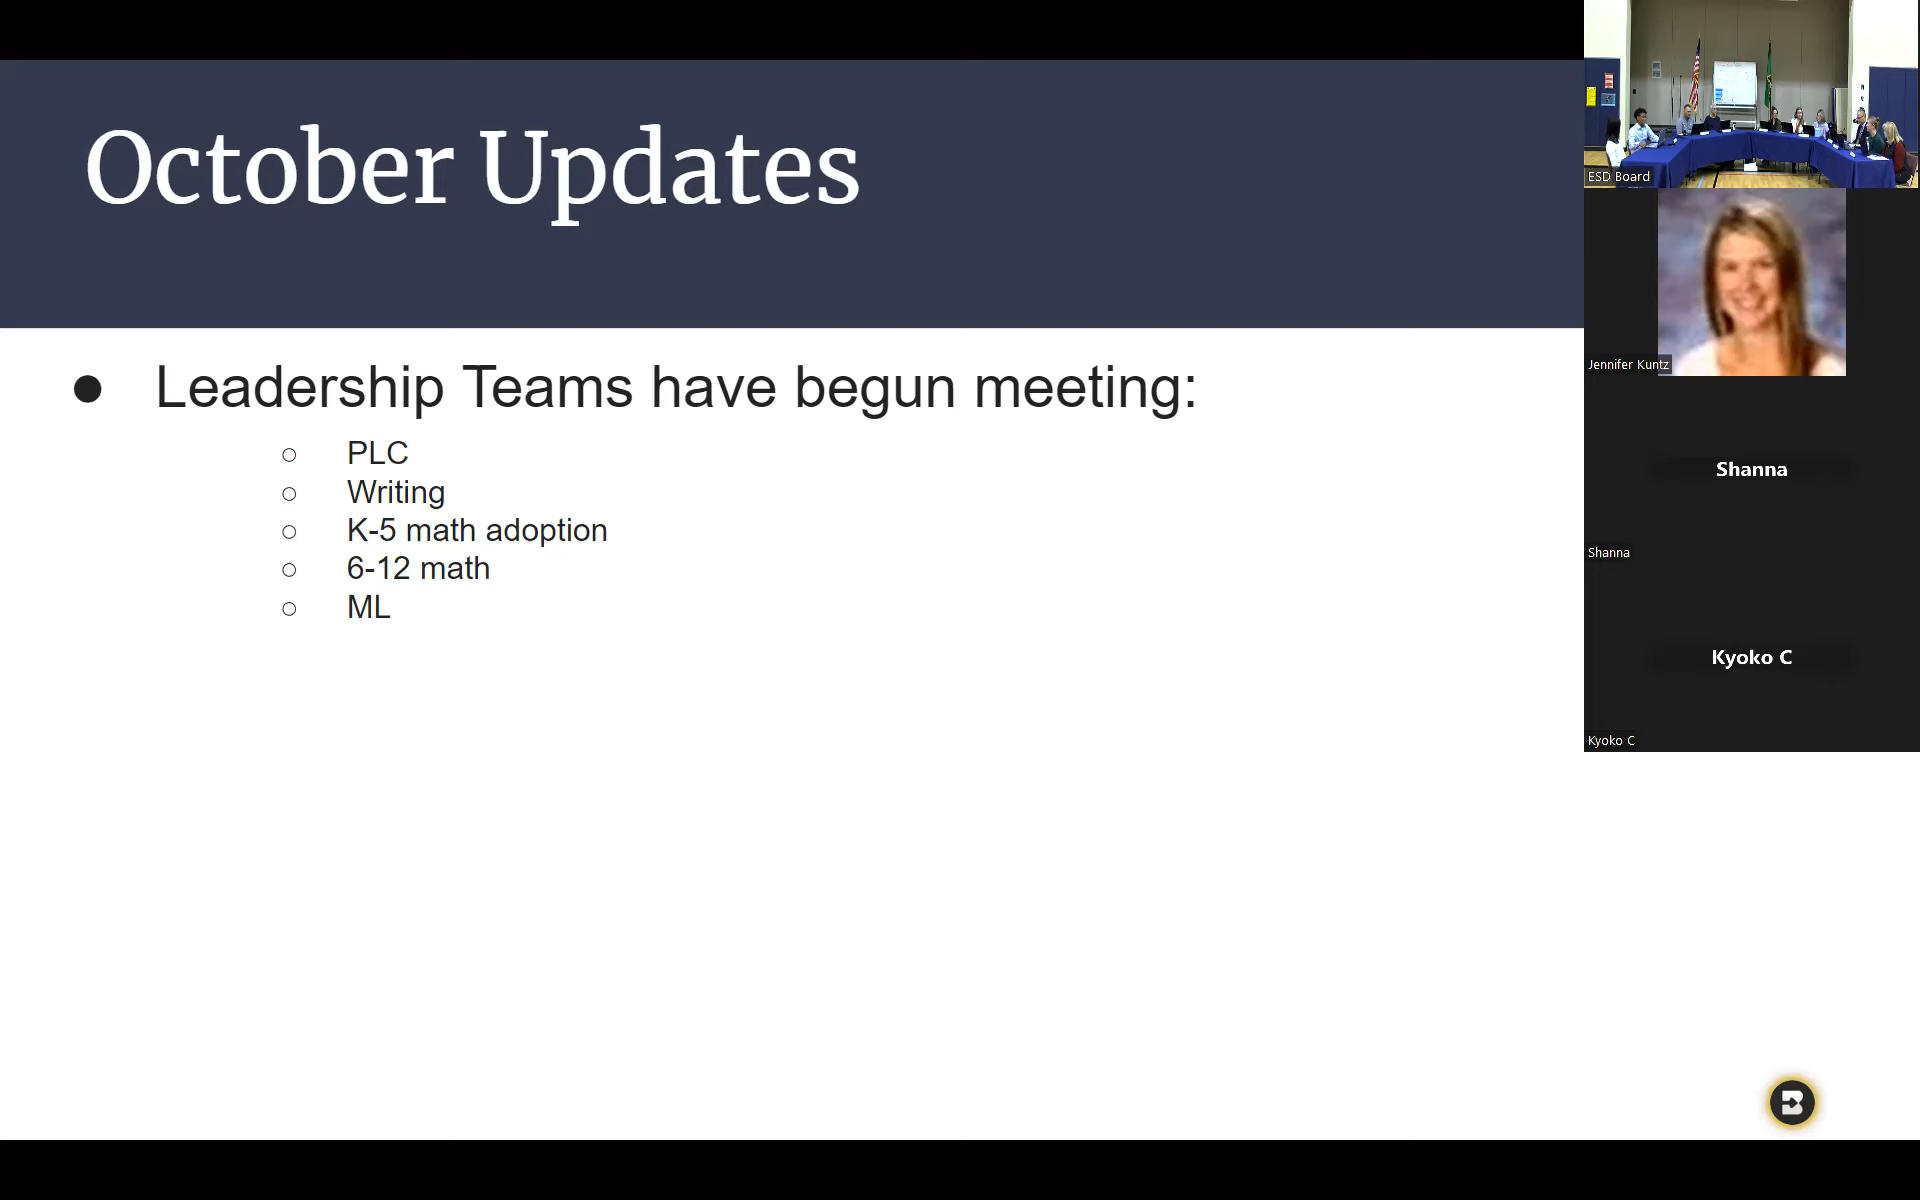 October Updates
● Leadership Teams have begun meeting:
○ PLC
○ Writing
○ K-5 math adoption
○ 6-12 math
○ ML
ESD Board
Jennifer Kuntz
Shanna
Shanna
Kyoko C
Kyoko C